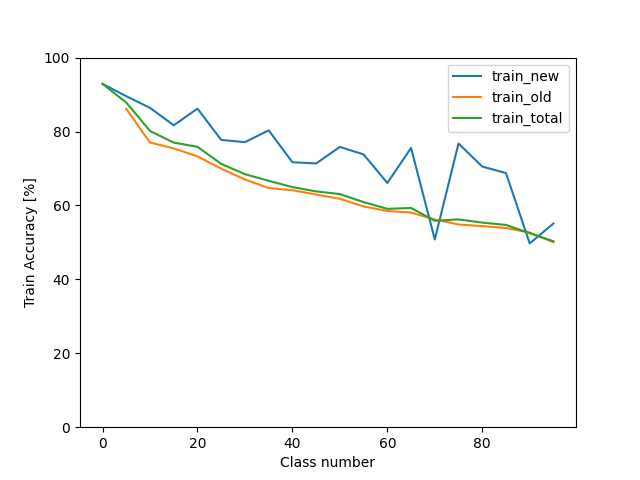 100
80
60
40
20
0
Train Accuracy [%]
train_new
train_old
train_total
0 20 40 60 80
Class number